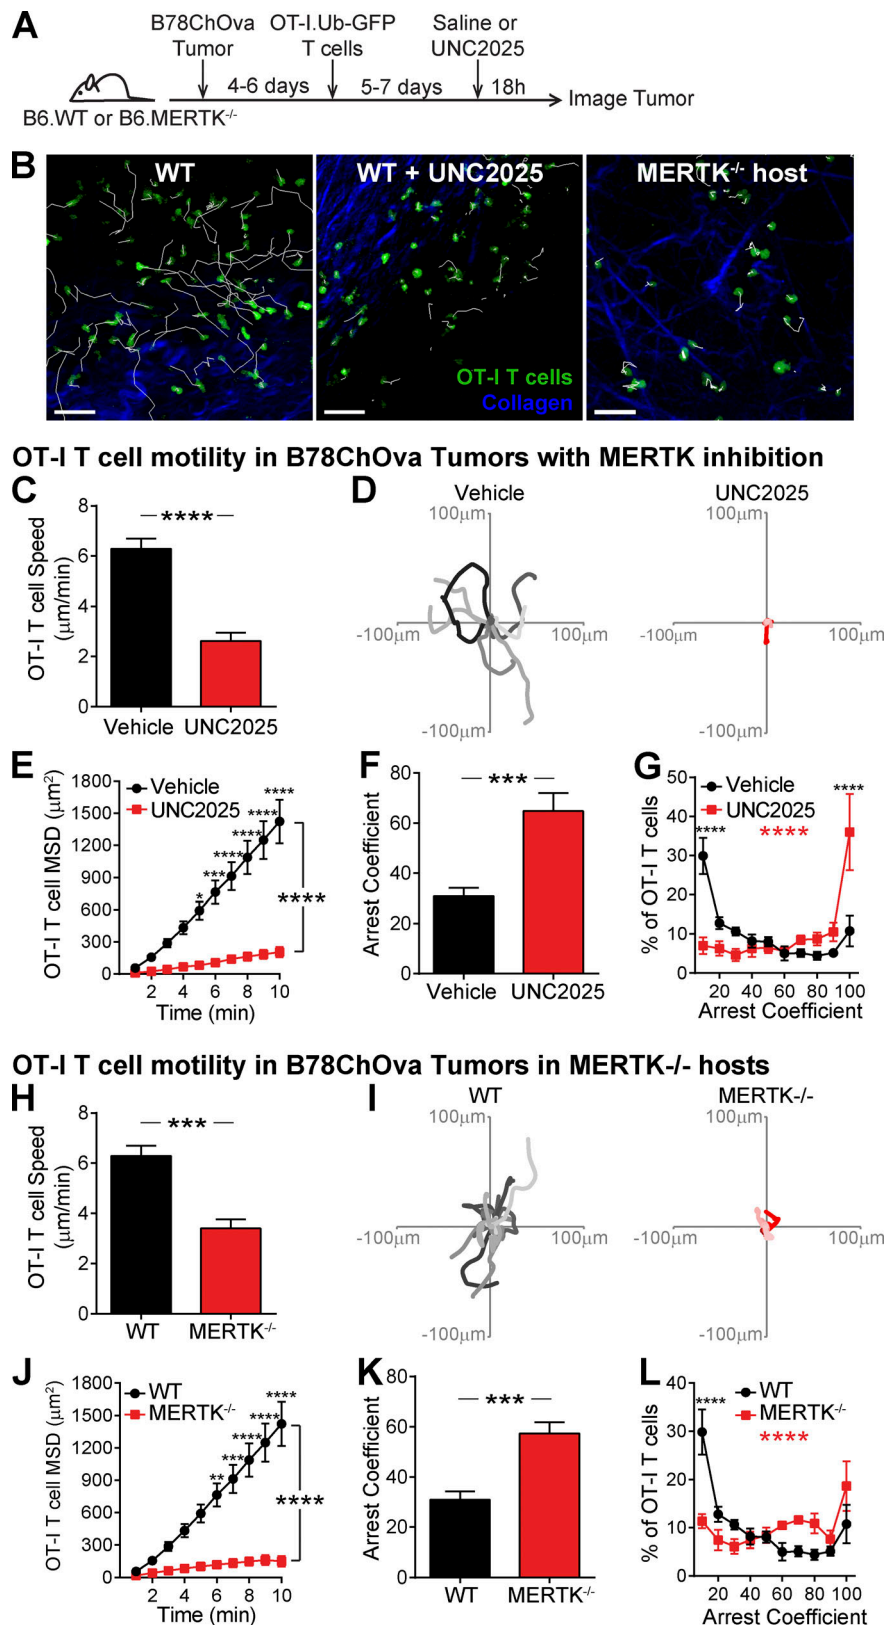 A
B78ChOva Tumor
OT-I.Ub-GFP T cells
Saline or UNC2025
4-6 days
5-7 days
18h
Image Tumor
B6.WT or B6.MERTK-/-
B
WT
WT + UNC2025
MERTK-/- host
OT-I T cells
Collagen
OT-I T cell motility in B78ChOva Tumors with MERTK inhibition
C
OT-I T cell Speed (μm/min)
8
6
4
2
0
****
Vehicle
UNC2025
D
Vehicle
100μm
-100μm
100μm
-100μm
UNC2025
100μm
-100μm
100μm
-100μm
E
OT-I T cell MSD (μm²)
1800
1500
1200
900
600
300
0
Vehicle
UNC2025
*
***
****
****
****
****
****
2 4 6 8 10
Time (min)
F
Arrest Coefficient
80
60
40
20
0
***
Vehicle
UNC2025
G
% of OT-I T cells
50
40
30
20
10
0
Vehicle
UNC2025
****
****
****
20 40 60 80 100
Arrest Coefficient
OT-I T cell motility in B78ChOva Tumors in MERTK-/- hosts
H
OT-I T cell Speed (μm/min)
8
6
4
2
0
***
WT
MERTK-/-
I
WT
100μm
-100μm
100μm
-100μm
MERTK-/-
100μm
-100μm
100μm
-100μm
J
OT-I T cell MSD (μm²)
1800
1500
1200
900
600
300
0
WT
MERTK-/-
**
***
****
****
****
****
2 4 6 8 10
Time (min)
K
Arrest Coefficient
80
60
40
20
0
***
WT
MERTK-/-
L
% of OT-I T cells
40
30
20
10
0
WT
MERTK-/-
****
****
20 40 60 80 100
Arrest Coefficient